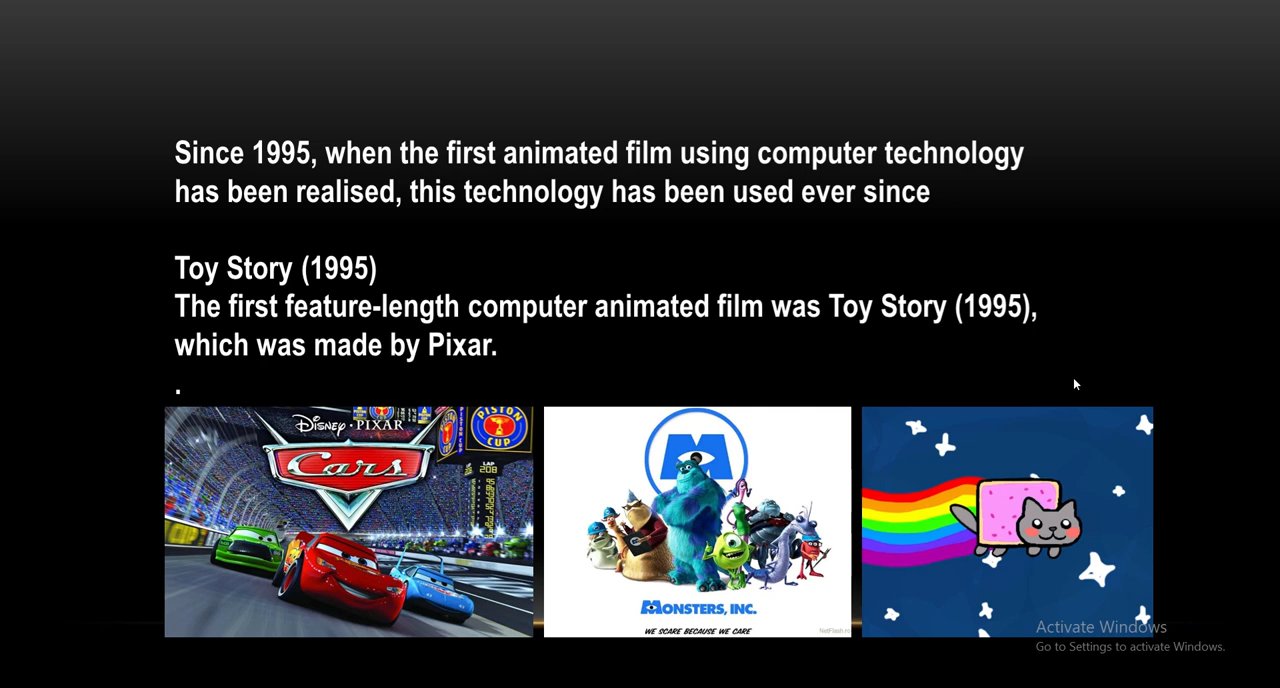 Since 1995, when the first animated film using computer technology
has been realised, this technology has been used ever since
Toy Story (1995)
The first feature-length computer animated film was Toy Story (1995),
which was made by Pixar.
.
DISNEY · PIXAR
Cars
PISTON
CUP
LAP
208
MONSTERS, INC.
WE SCARE BECAUSE WE CARE
Activate Windows
Go to Settings to activate Windows.